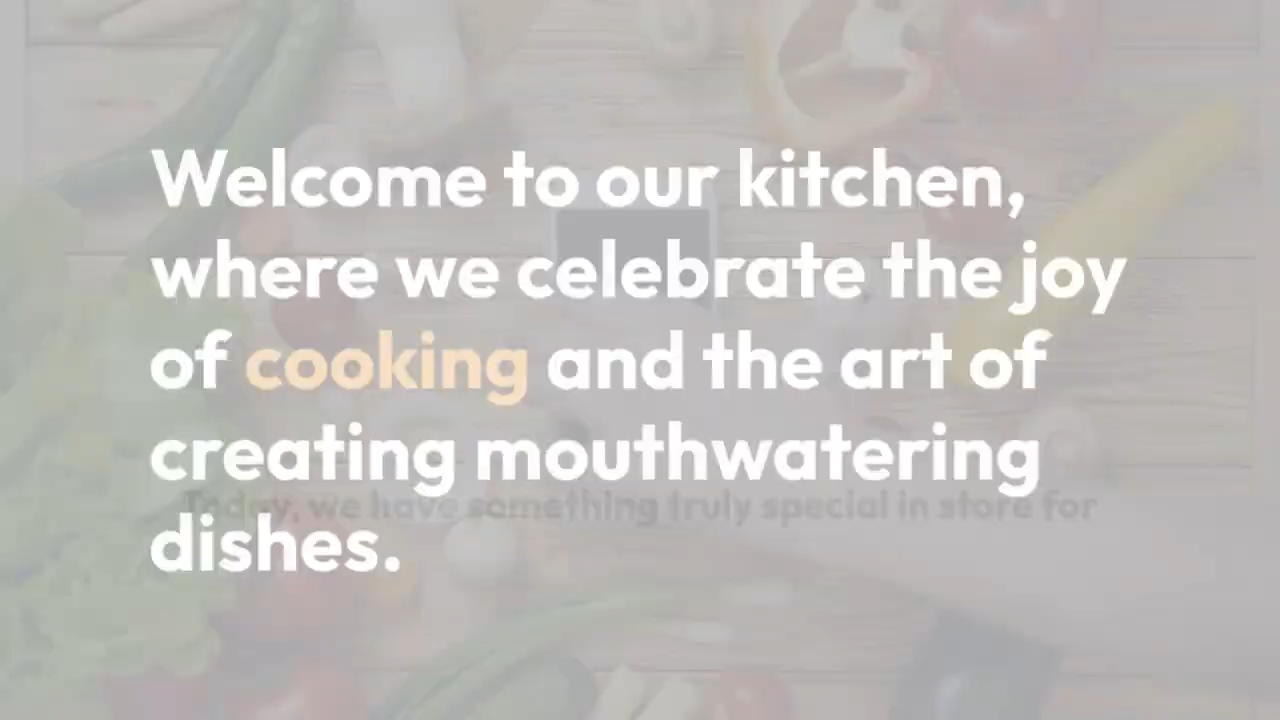 Welcome to our kitchen,
where we celebrate the joy
of cooking and the art of
creating mouthwatering
Today, we have something truly special in store for
dishes.